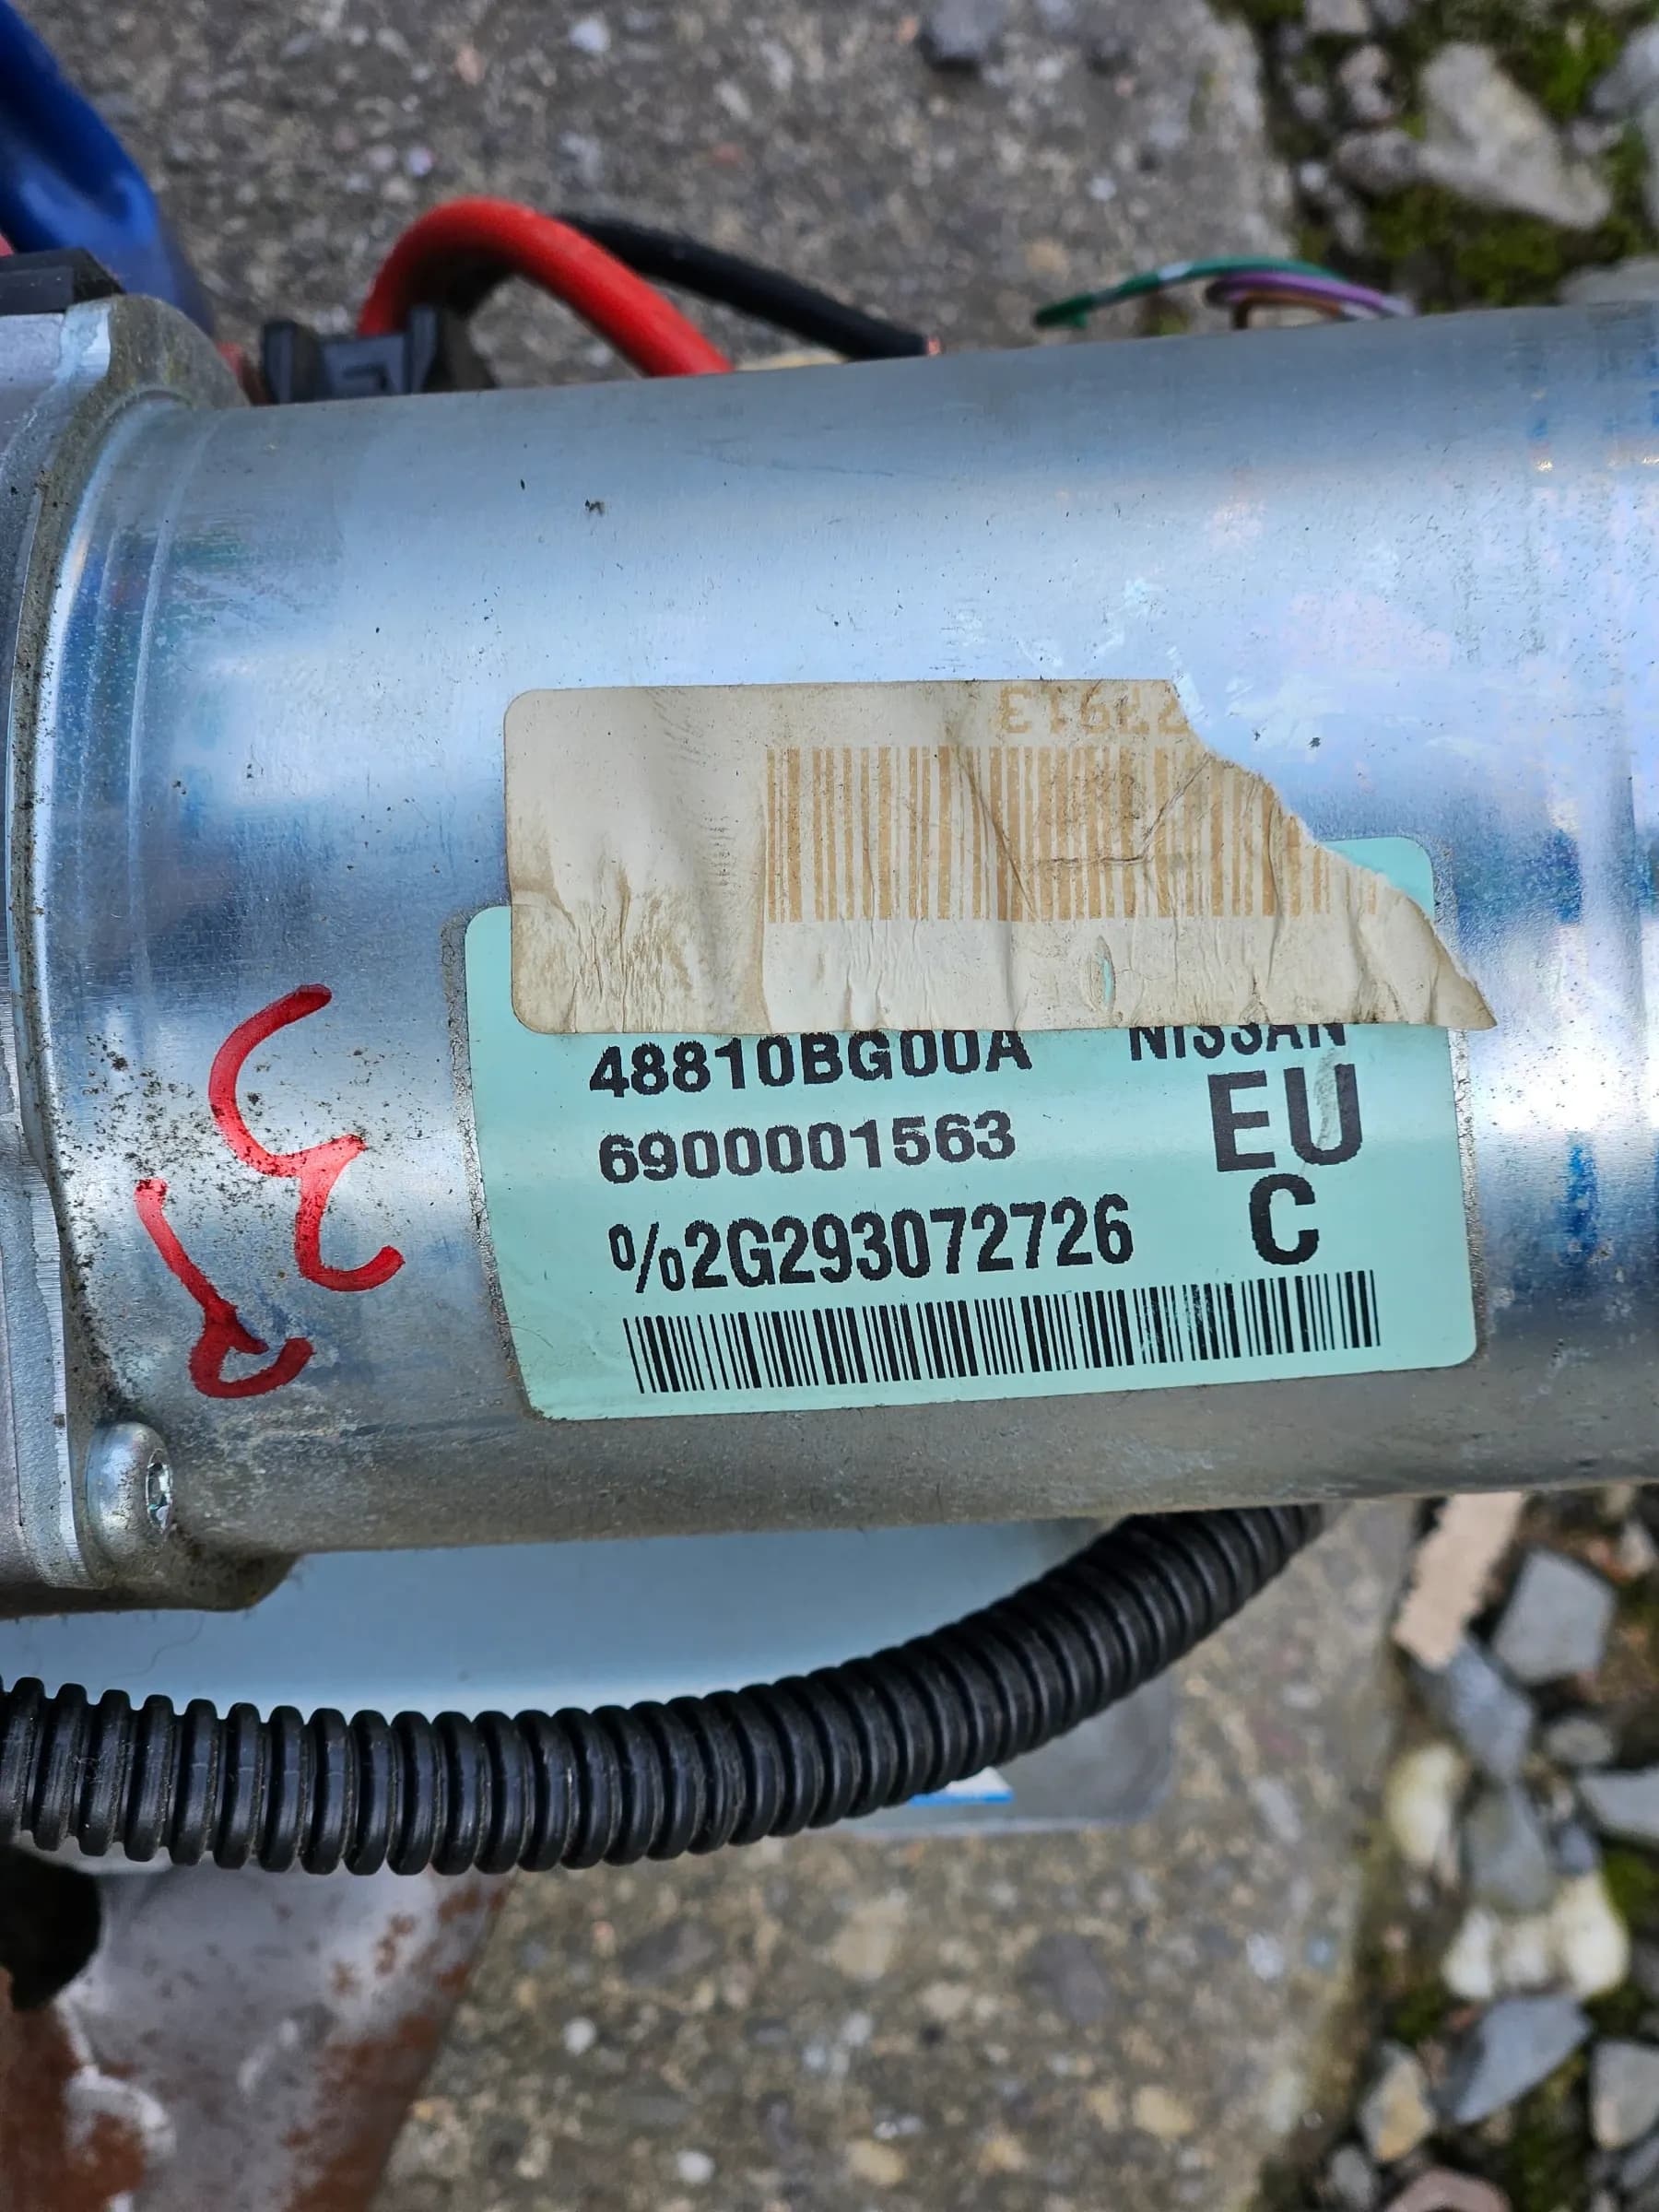 48810BG00A NISSAN
6900001563 EU
%2G293072726 C